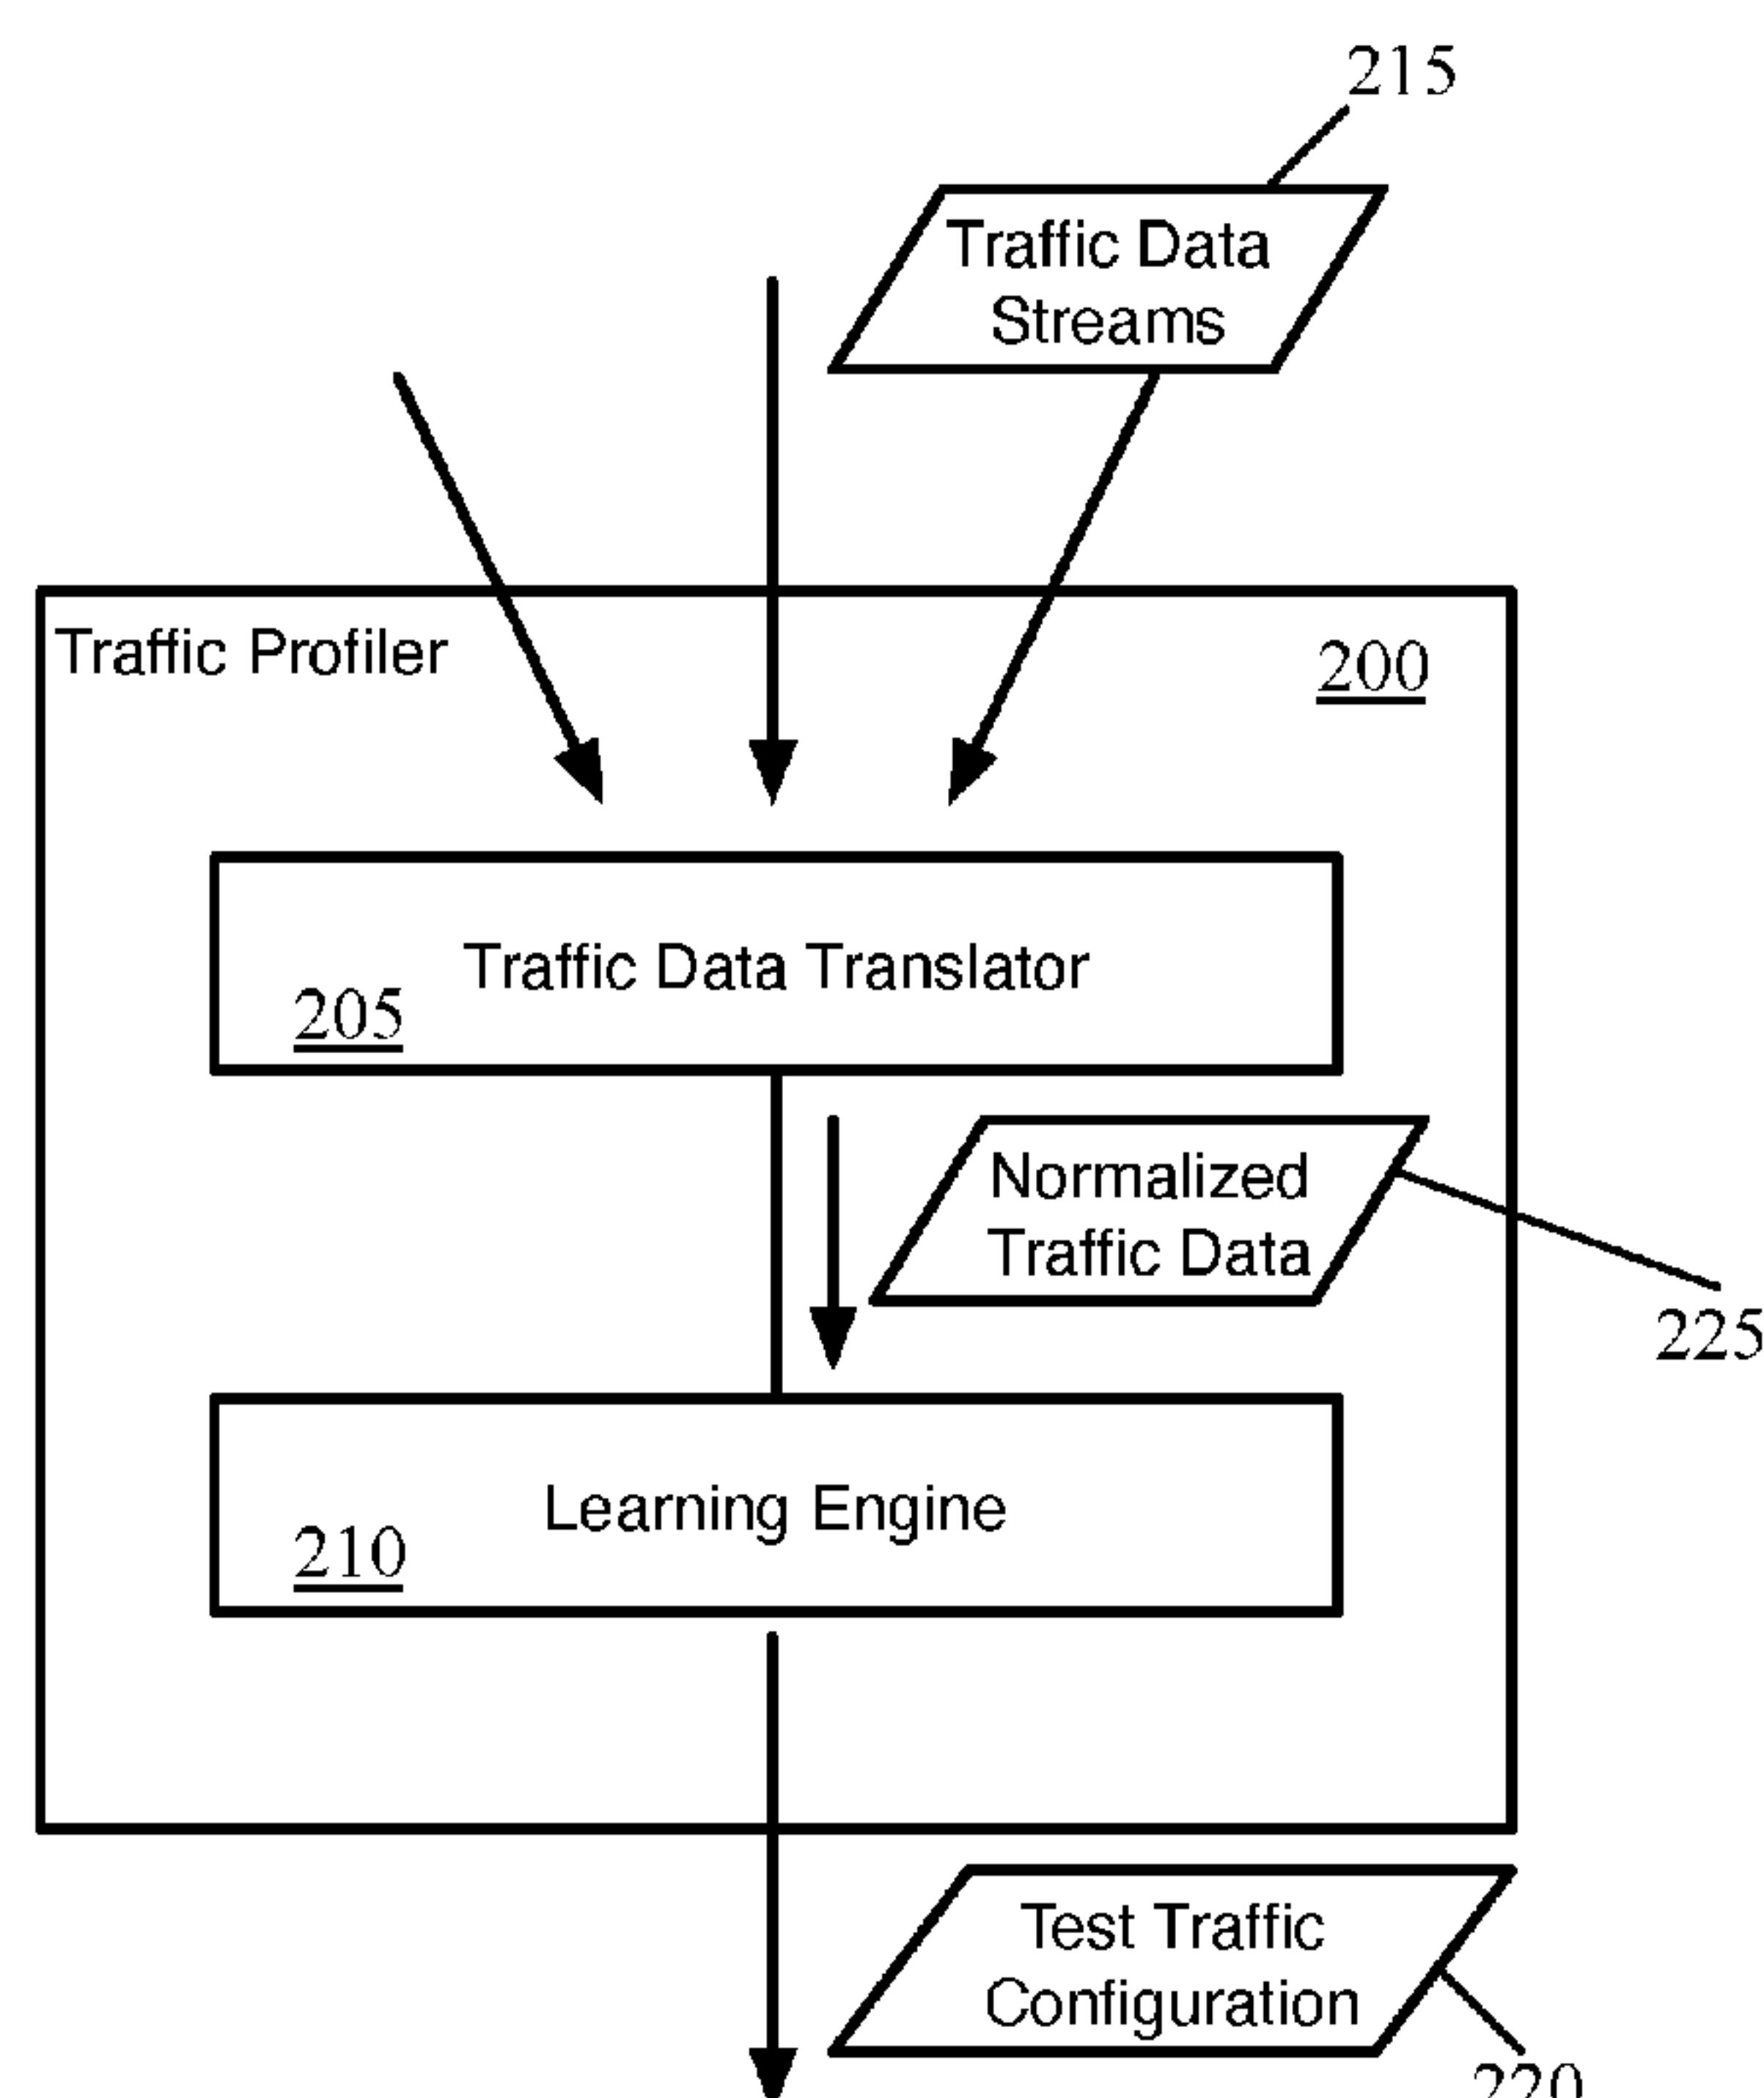 215
Traffic Data
Streams
Traffic Profiler
200
Traffic Data Translator
205
Normalized
Traffic Data
225
Learning Engine
210
Test Traffic
Configuration
220